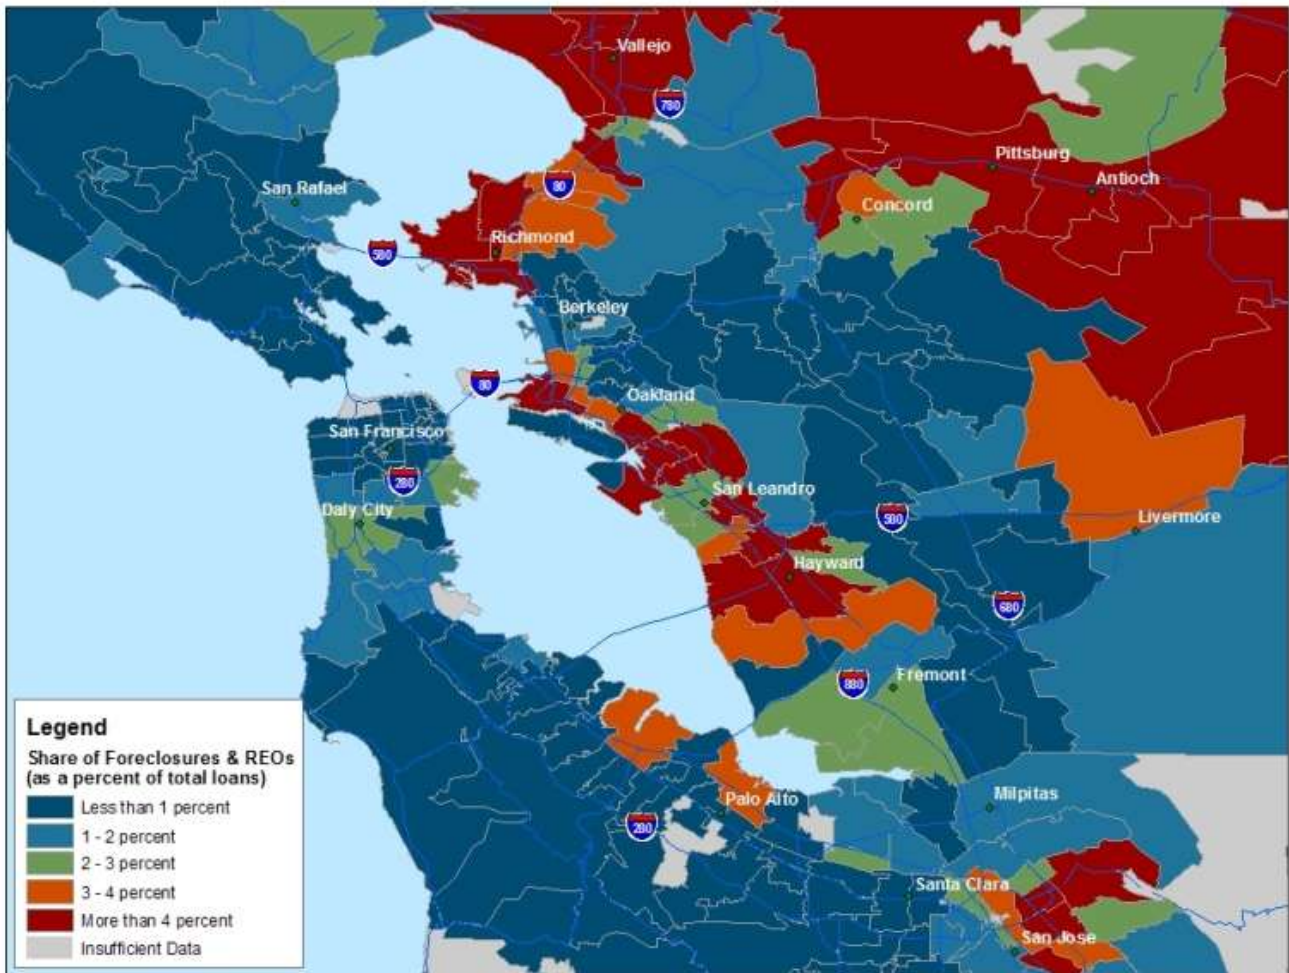 Vallejo
780
Pittsburg
Antioch
San Rafael
80
Concord
Richmond
580
Berkeley
80
Oakland
San Francisco
280
San Leandro
Daly City
580
Livermore
Hayward
680
880
Fremont
Palo Alto
Milpitas
280
Santa Clara
San Jose
Legend
Share of Foreclosures & REOs
(as a percent of total loans)
Less than 1 percent
1 - 2 percent
2 - 3 percent
3 - 4 percent
More than 4 percent
Insufficient Data